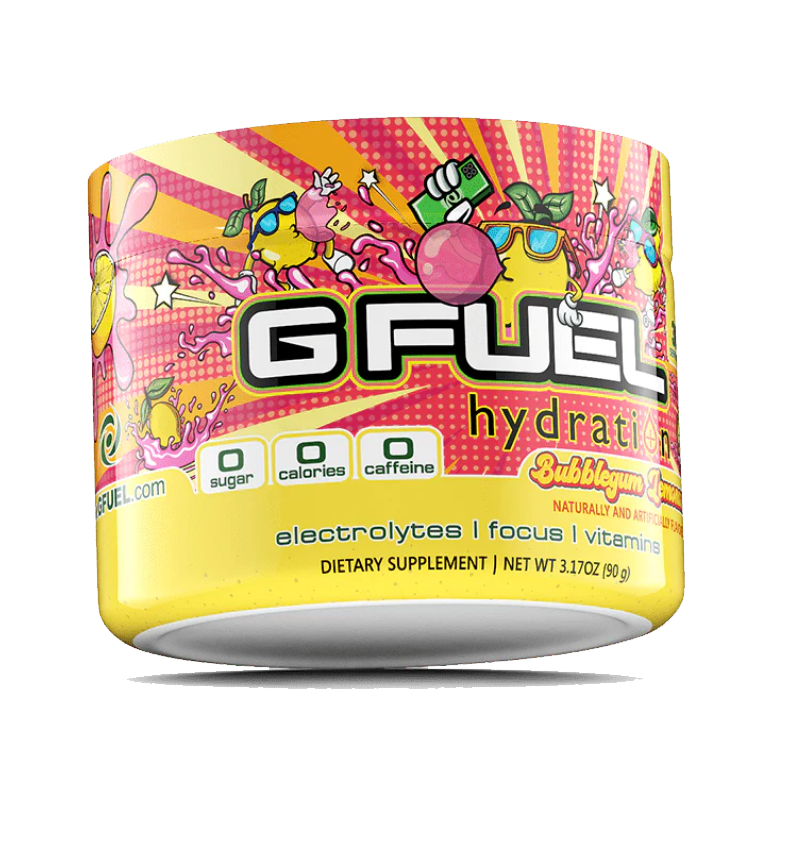 G FUEL
hydration
Bubblegum
NATURALLY AND ARTIFICIALLY
0 sugar
0 calories
0 caffeine
GFUEL.com
electrolytes | focus | vitamins
DIETARY SUPPLEMENT | NET WT 3.17OZ (90 g)